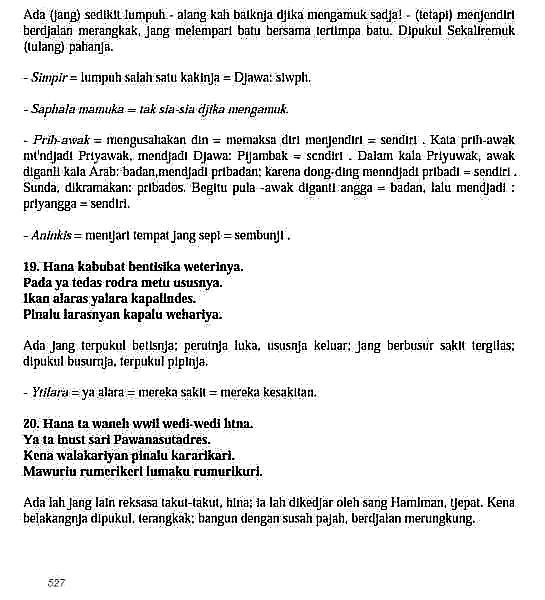 Ada (jang) sedikit lumpuh - alang kah baiknja djika mengamuk sadja! - (tetapi) menjendiri
berdjalan merangkak, jang melempari batu bersama tertimpa batu. Dipukul Sekaliremuk
(tulang) pahanja.
- Simpir = lumpuh salah satu kakinja = Djawa: siwph.
- Saphala mamuka = tak sia-sia djika mengamuk.
- Prih-awak = mengusahakan diri = memaksa diri menjendiri = sendiri . Kata prih-awak
mendjadi Priyawak, mendjadi Djawa: Pijambak = sendiri . Dalam kala Priyuwak, awak
diganti kala Arab: badan,mendjadi pribadan; karena dong-ding menndjadi pribadi = sendiri .
Sunda, dikramakan: pribados. Begitu pula -awak diganti angga = badan, lalu mendjadi :
priyangga = sendiri.
- Aninkis = mentjari tempat jang sepi = sembunji .
19. Hana kabubat bentisika weterinya.
Pada ya tedas rodra metu ususnya.
Ikan alaras yalara kapalindes.
Pinalu larasnyan kapalu wehariya.
Ada jang terpukul betisnja; perutnja luka, ususnja keluar; jang berbusur sakit tergilas;
dipukul busurnja, terpukul pipinja.
- Ytilara = ya alara = mereka sakit = mereka kesakitan.
20. Hana ta waneh wwil wedi-wedi htna.
Ya ta inust sari Pawanasutadres.
Kena walakariyan pinalu kararikari.
Mawuriu rumerikeri lumaku rumurikuri.
Ada lah jang lain reksasa takut-takut, hina; ia lah dikedjar oleh sang Hamiman, tjepat. Kena
belakangnja dipukul, terangkak; bangun dengan susah pajah, berdjalan merungkung.
527